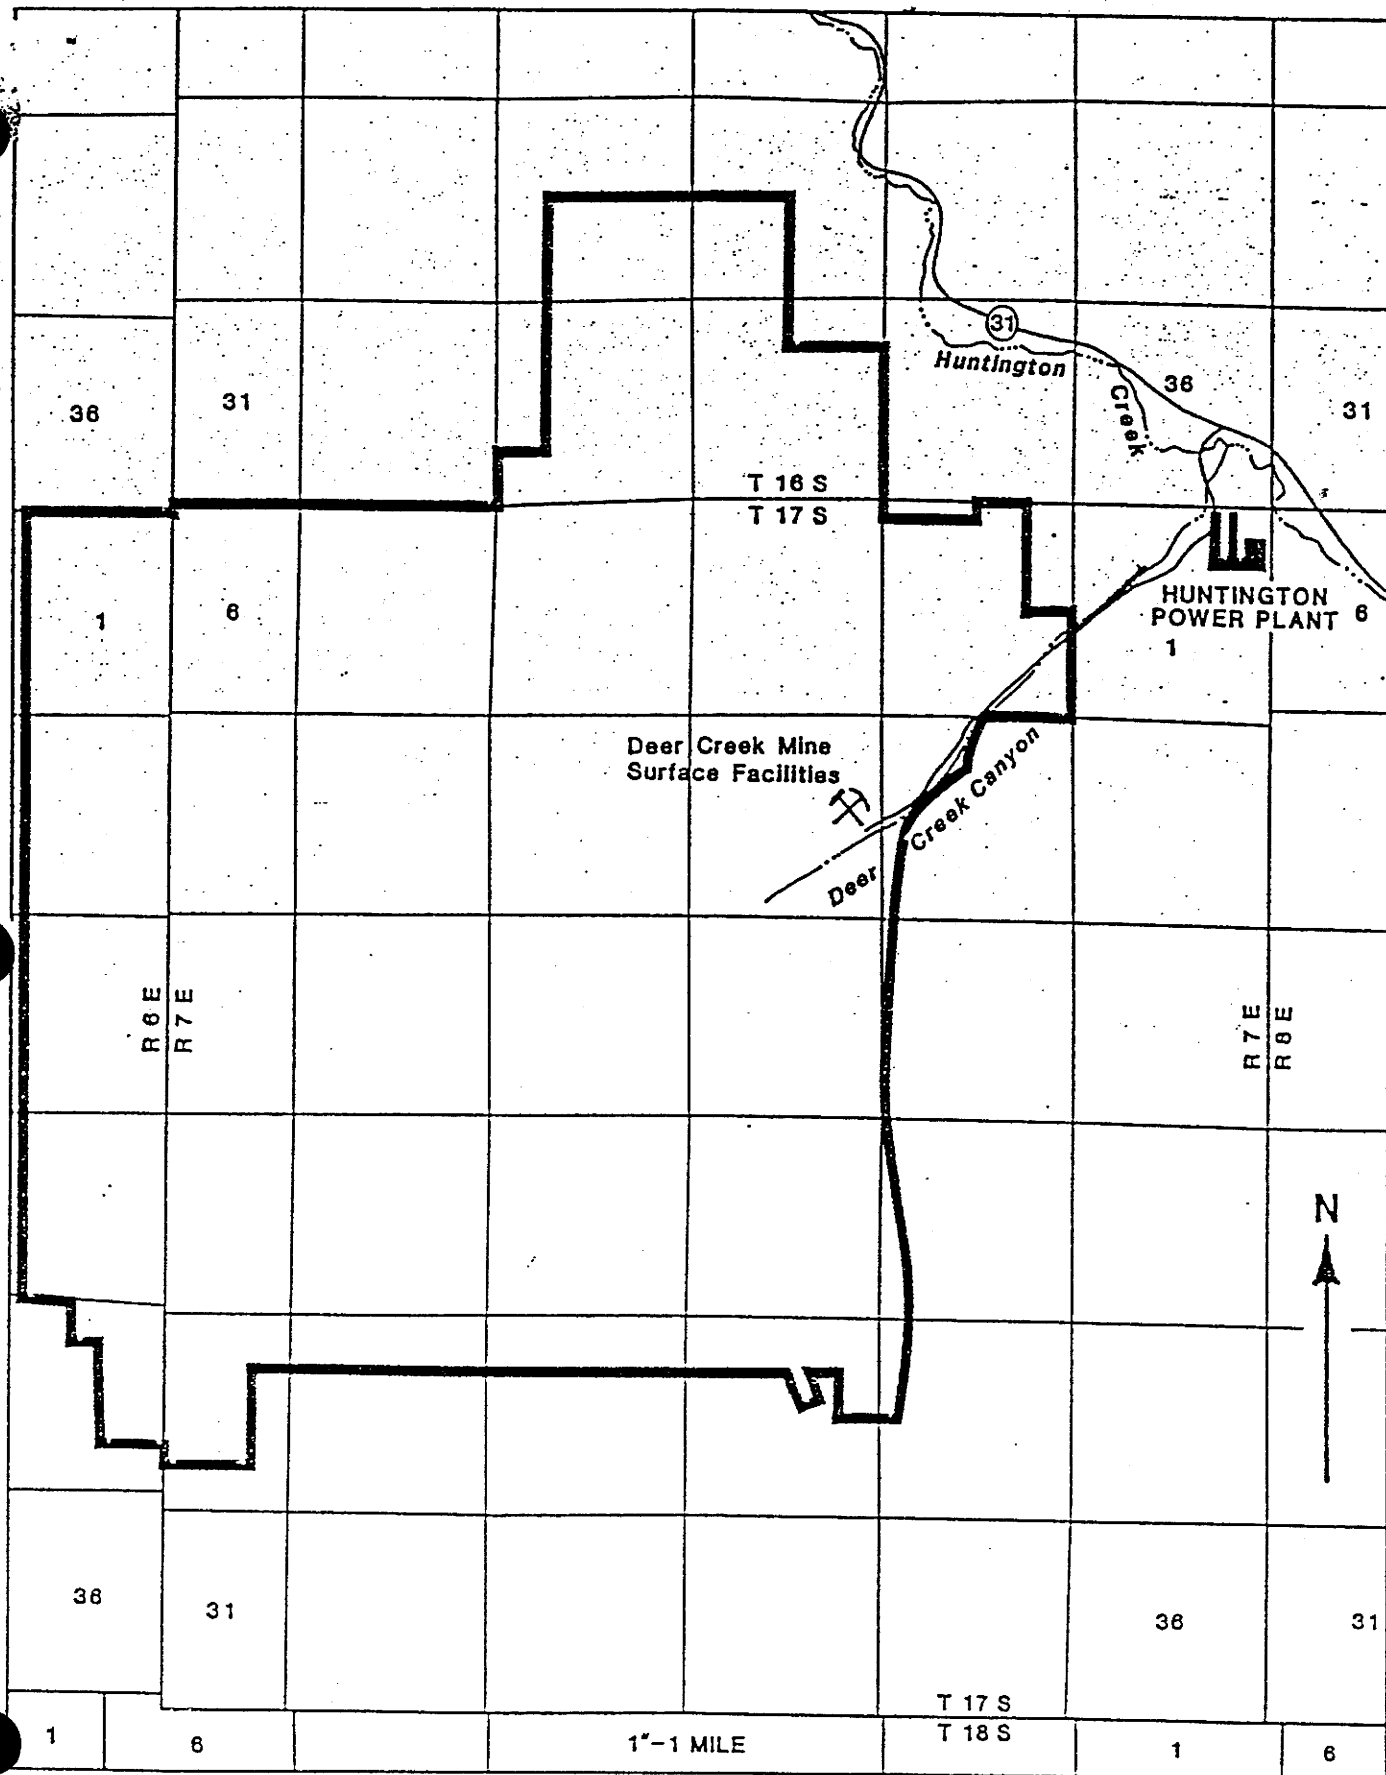 31
Huntington
Creek
36
31
36
31
T 16 S
T 17 S
HUNTINGTON
POWER PLANT
6
1
1
6
Deer Creek Mine
Surface Facilities
Deer Creek Canyon
R 6 E
R 7 E
R 7 E
R 8 E
N
36
31
36
31
T 17 S
T 18 S
1
6
1"-1 MILE
1
6